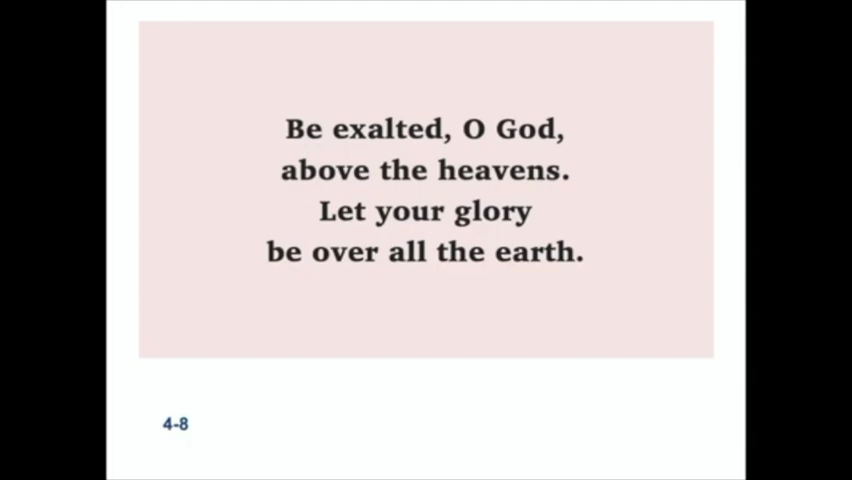 Be exalted, O God,
above the heavens.
Let your glory
be over all the earth.
4-8